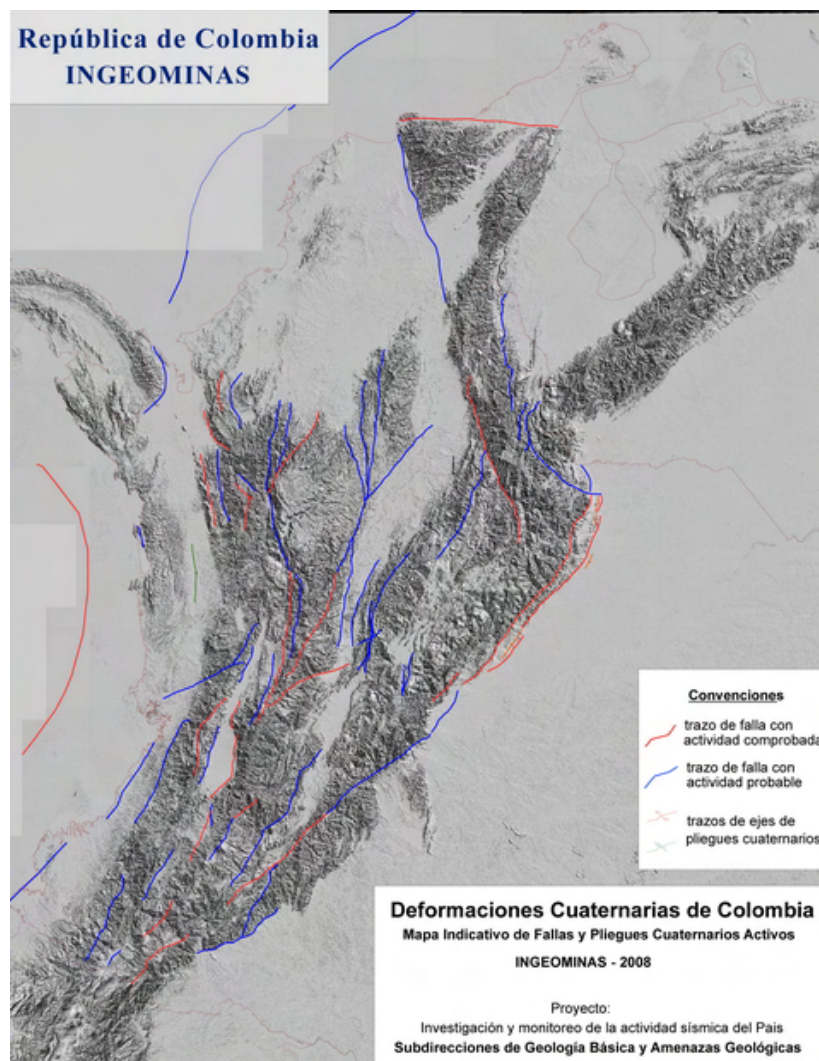 República de Colombia
INGEOMINAS
Convenciones
trazo de falla con
actividad comprobada
trazo de falla con
actividad probable
trazos de ejes de
pliegues cuaternarios
Deformaciones Cuaternarias de Colombia
Mapa Indicativo de Fallas y Pliegues Cuaternarios Activos
INGEOMINAS - 2008
Proyecto:
Investigación y monitoreo de la actividad sísmica del Pais
Subdirecciones de Geología Básica y Amenazas Geológicas